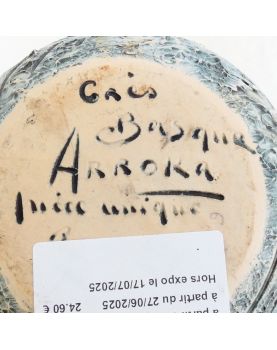 Grès
Basque
ARROKA
pièce unique
à partir du 27/06/2025 24.60 €
Hors expo le 17/07/2025